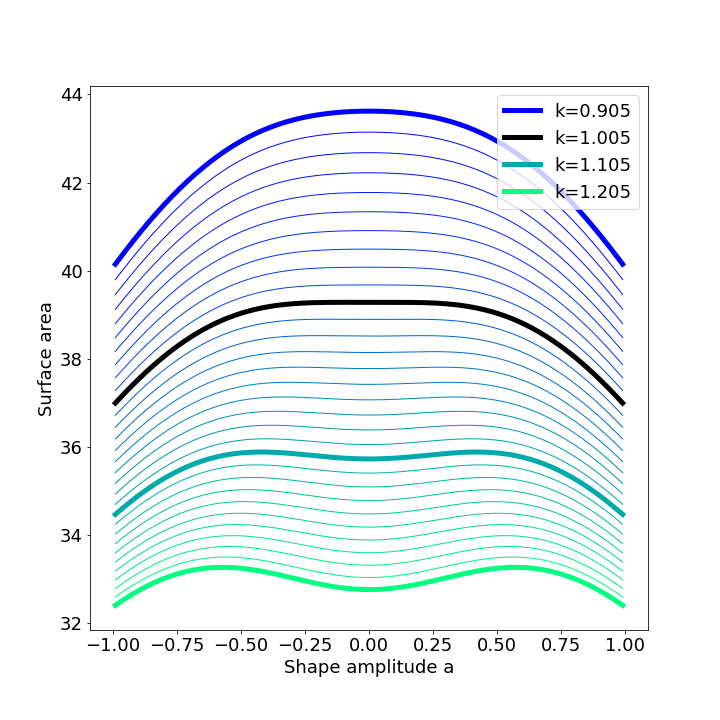 44
42
40
38
36
34
32
Surface area
k=0.905
k=1.005
k=1.105
k=1.205
−1.00 −0.75 −0.50 −0.25 0.00 0.25 0.50 0.75 1.00
Shape amplitude a